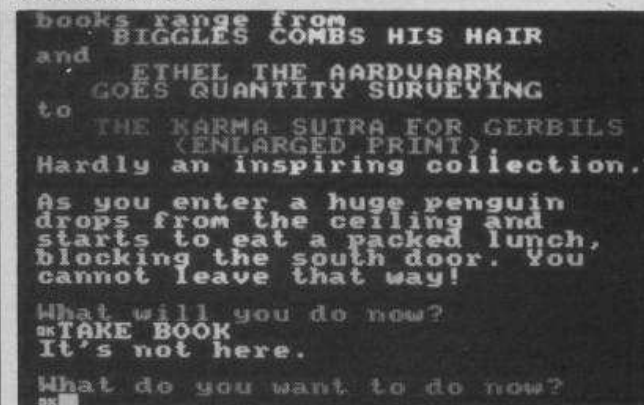 books range from
BIGGLES COMBS HIS HAIR
and
ETHEL THE AARDVAARK
GOES QUANTITY SURVEYING
to
THE KARMA SUTRA FOR GERBILS
(ENLARGED PRINT).
Hardly an inspiring collection.
As you enter a huge penguin
drops from the ceiling and
starts to eat a packed lunch,
blocking the south door. You
cannot leave that way!
What will you do now?
OK TAKE BOOK
It's not here.
What do you want to do now?
OK